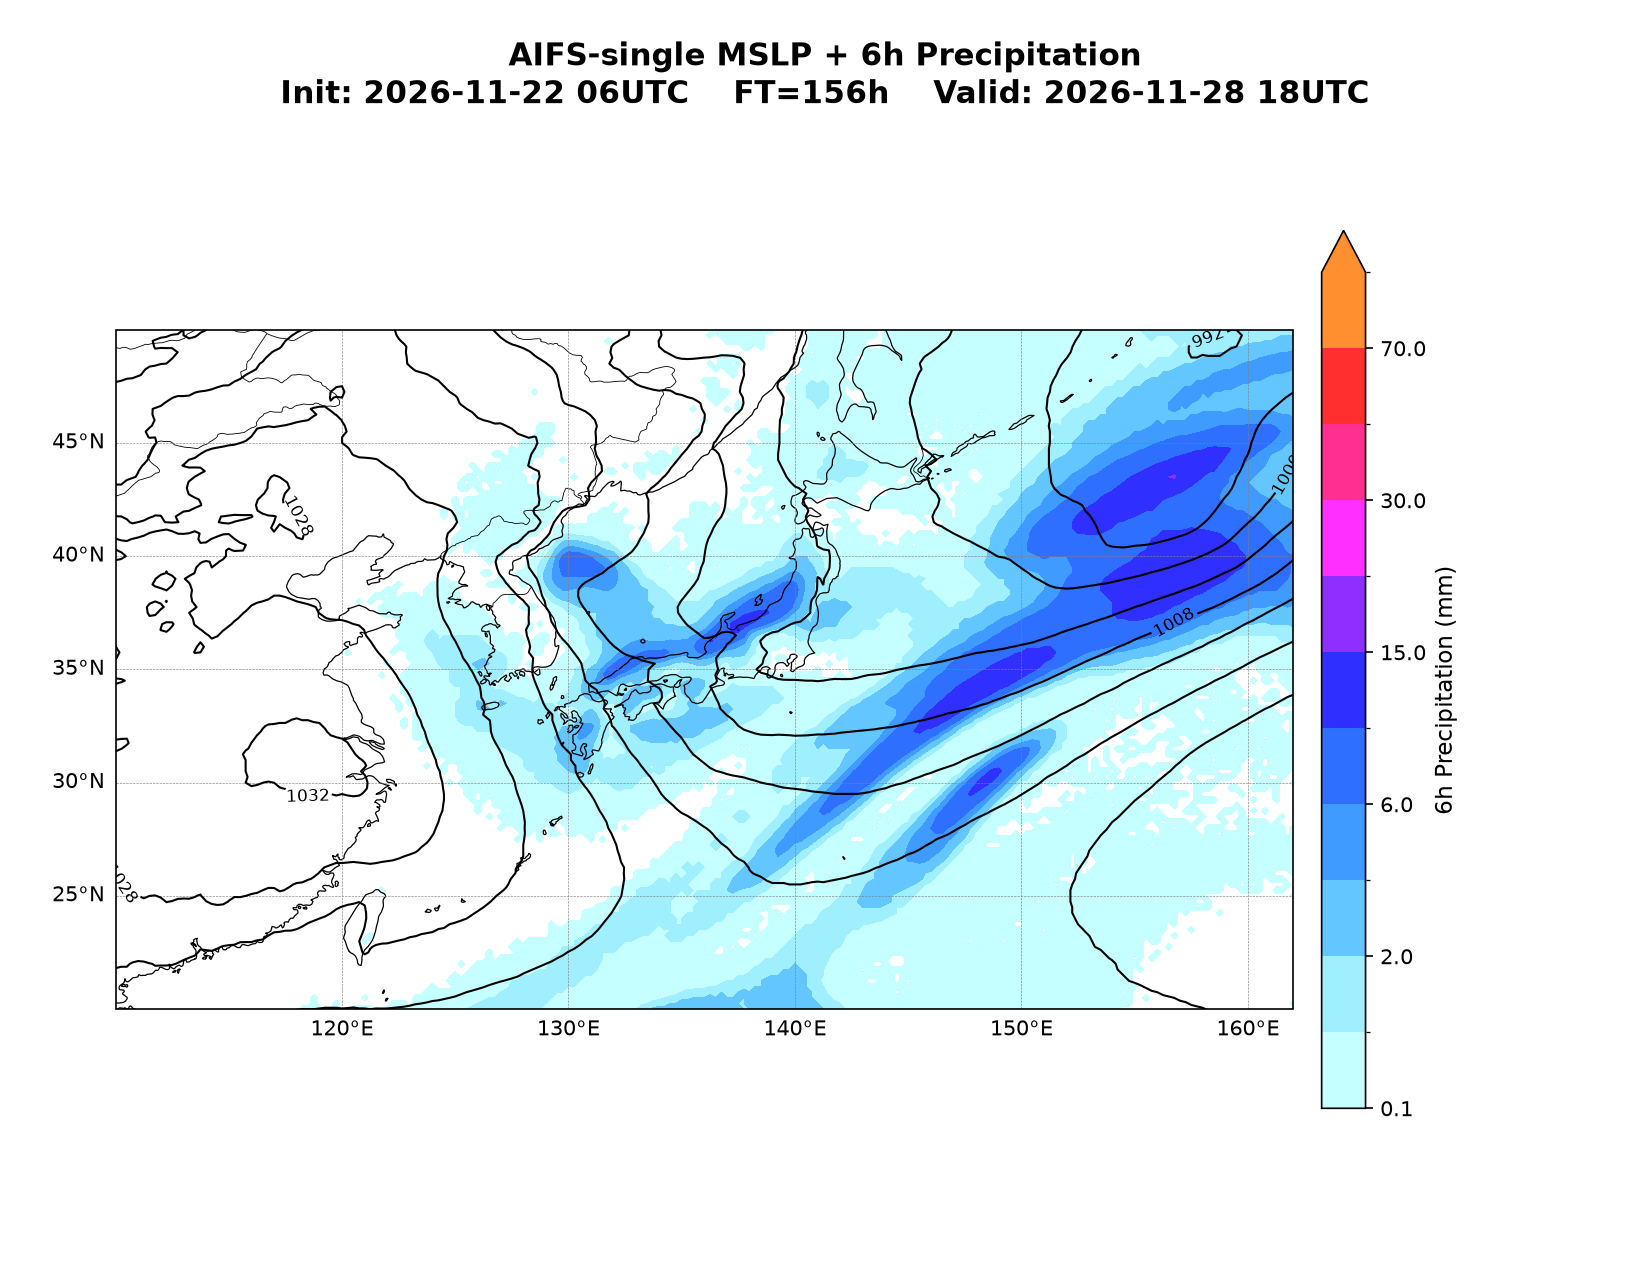 AIFS-single MSLP + 6h Precipitation
Init: 2026-11-22 06UTC    FT=156h    Valid: 2026-11-28 18UTC
992
70.0
45°N
1028
30.0
40°N
15.0
1008
35°N
6h Precipitation (mm)
30°N
1032
6.0
25°N
2.0
120°E
130°E
140°E
150°E
160°E
0.1